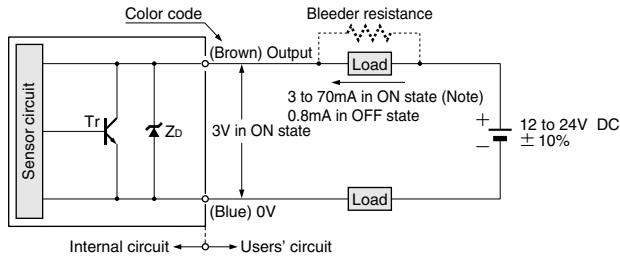 Color code
Bleeder resistance
(Brown) Output
Load
Sensor circuit
Tr
ZD
3V in ON state
3 to 70mA in ON state (Note)
0.8mA in OFF state
+
−
12 to 24V DC
± 10%
Load
(Blue) 0V
Internal circuit
Users' circuit